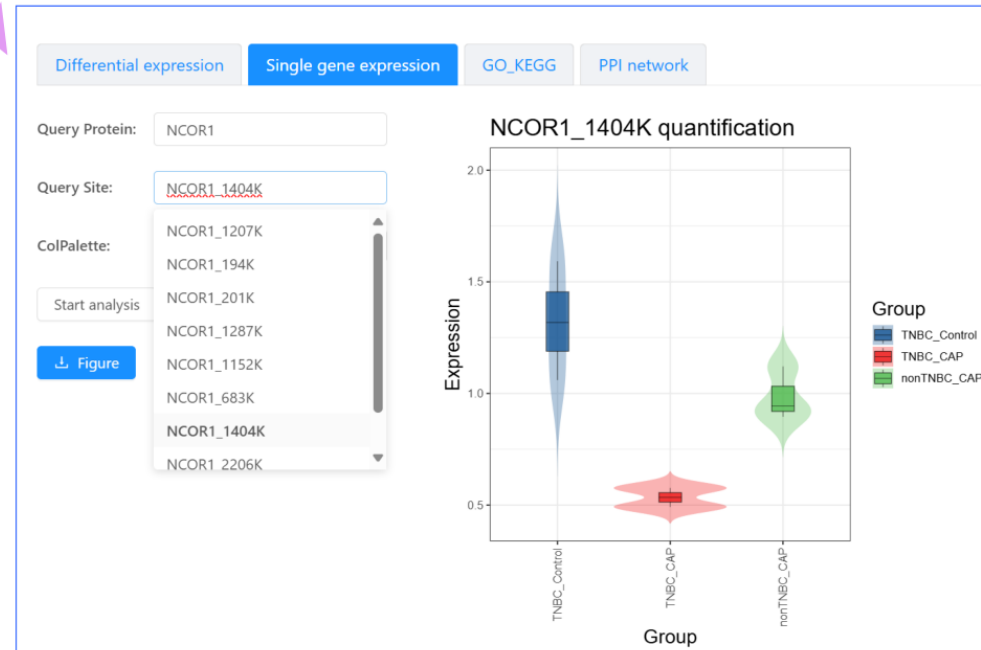 Differential expression
Single gene expression
GO_KEGG
PPI network
Query Protein:
NCOR1
Query Site:
NCOR1_1404K
NCOR1_1207K
NCOR1_194K
NCOR1_201K
NCOR1_1287K
NCOR1_1152K
NCOR1_683K
NCOR1_1404K
NCOR1_2206K
ColPalette:
Start analysis
Figure
NCOR1_1404K quantification
2.0
1.5
1.0
0.5
Expression
TNBC_Control
TNBC_CAP
nonTNBC_CAP
Group
Group
TNBC_Control
TNBC_CAP
nonTNBC_CAP